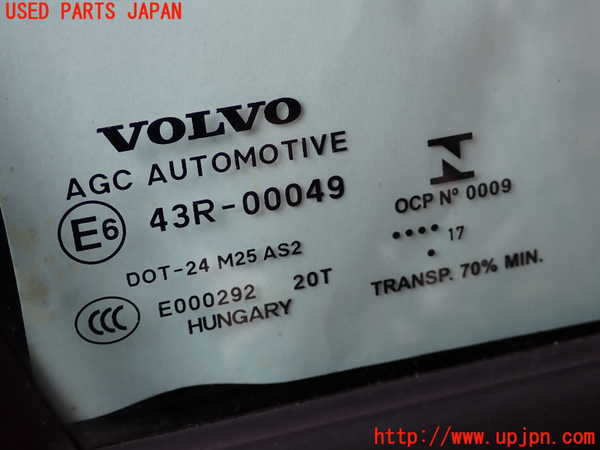 USED PARTS JAPAN
VOLVO
AGC AUTOMOTIVE
E6 43R-00049
DOT-24 M25 AS2
CCC E000292 20T
HUNGARY
N
OCP Nº 0009
•••• 17
•
TRANSP. 70% MIN.
http://www.upjpn.com/